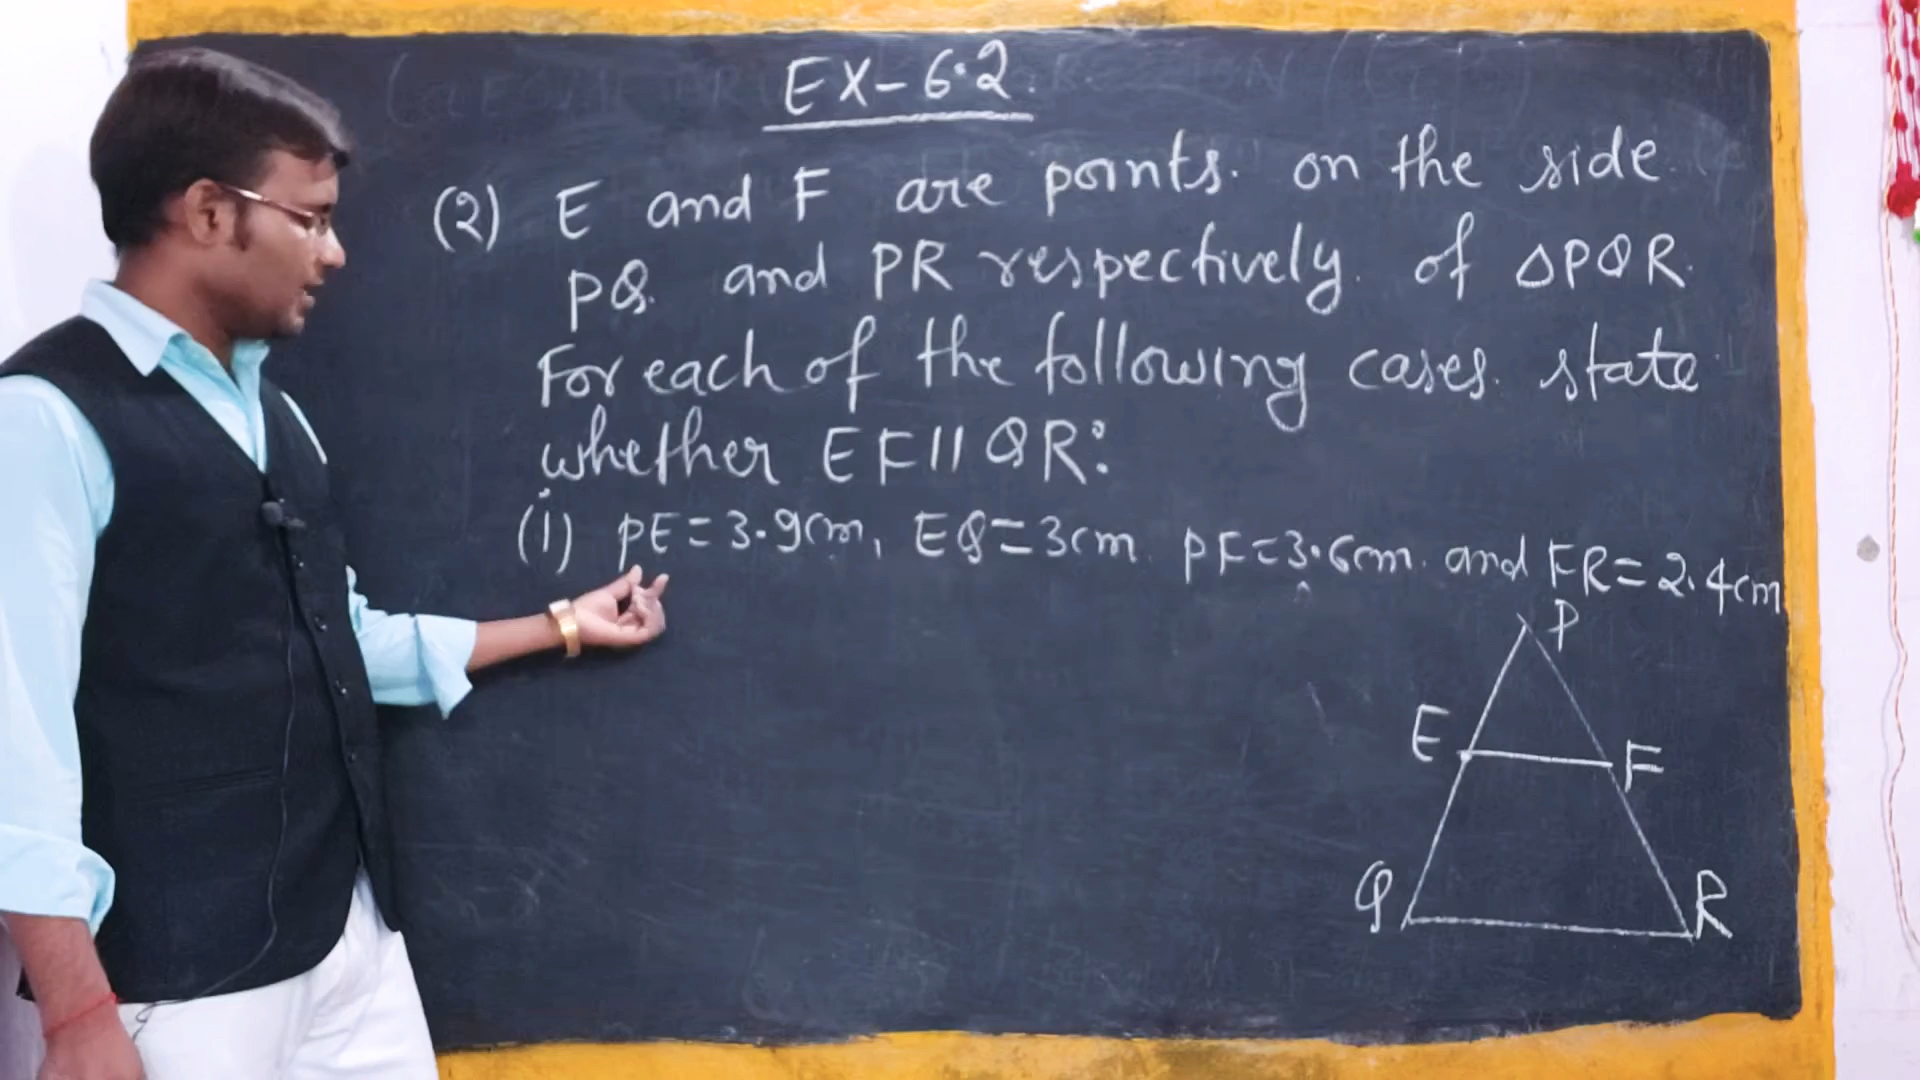 EX-6.2.
(2) E and F are points. on the side.
PQ. and PR respectively. of △PQR.
For each of the following cases. state
whether EF || QR:
(i) PE = 3.9cm, EQ = 3cm. PF = 3.6cm. and FR = 2.4cm
P
E
F
Q
R